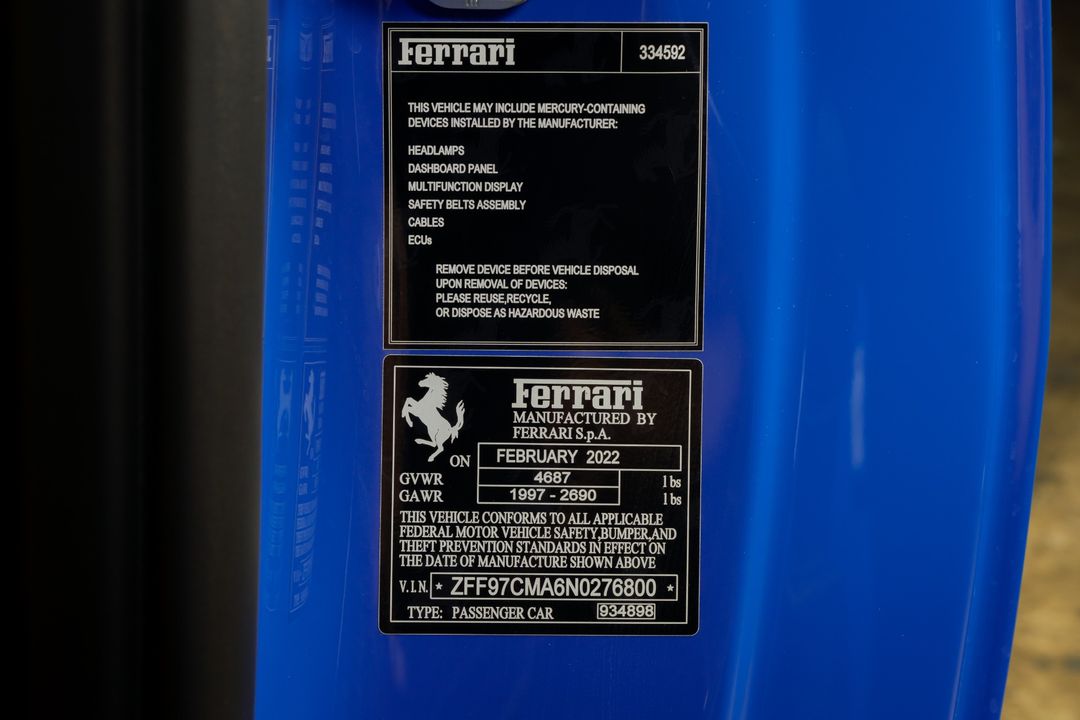 Ferrari 334592
THIS VEHICLE MAY INCLUDE MERCURY-CONTAINING
DEVICES INSTALLED BY THE MANUFACTURER:
HEADLAMPS
DASHBOARD PANEL
MULTIFUNCTION DISPLAY
SAFETY BELTS ASSEMBLY
CABLES
ECUs
REMOVE DEVICE BEFORE VEHICLE DISPOSAL
UPON REMOVAL OF DEVICES:
PLEASE REUSE,RECYCLE,
OR DISPOSE AS HAZARDOUS WASTE
Ferrari
MANUFACTURED BY
FERRARI S.p.A.
ON FEBRUARY 2022
GVWR 4687 lbs
GAWR 1997 - 2690 lbs
THIS VEHICLE CONFORMS TO ALL APPLICABLE
FEDERAL MOTOR VEHICLE SAFETY,BUMPER,AND
THEFT PREVENTION STANDARDS IN EFFECT ON
THE DATE OF MANUFACTURE SHOWN ABOVE
V.I.N. * ZFF97CMA6N0276800 *
TYPE: PASSENGER CAR 934898